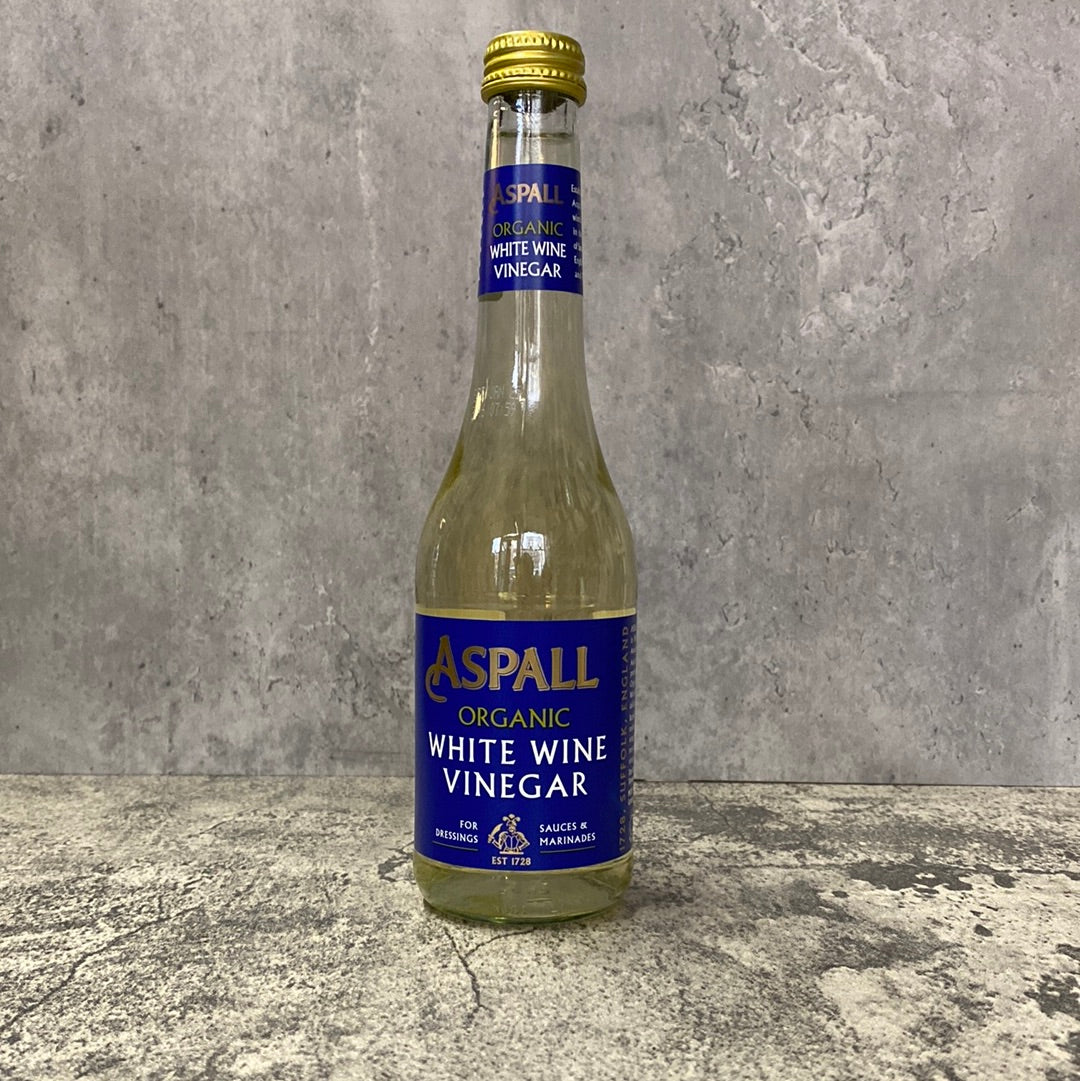 ASPALL
ORGANIC
WHITE WINE
VINEGAR
ASPALL
ORGANIC
WHITE WINE
VINEGAR
FOR
DRESSINGS
SAUCES &
MARINADES
EST 1728
1728 SUFFOLK, ENGLAND